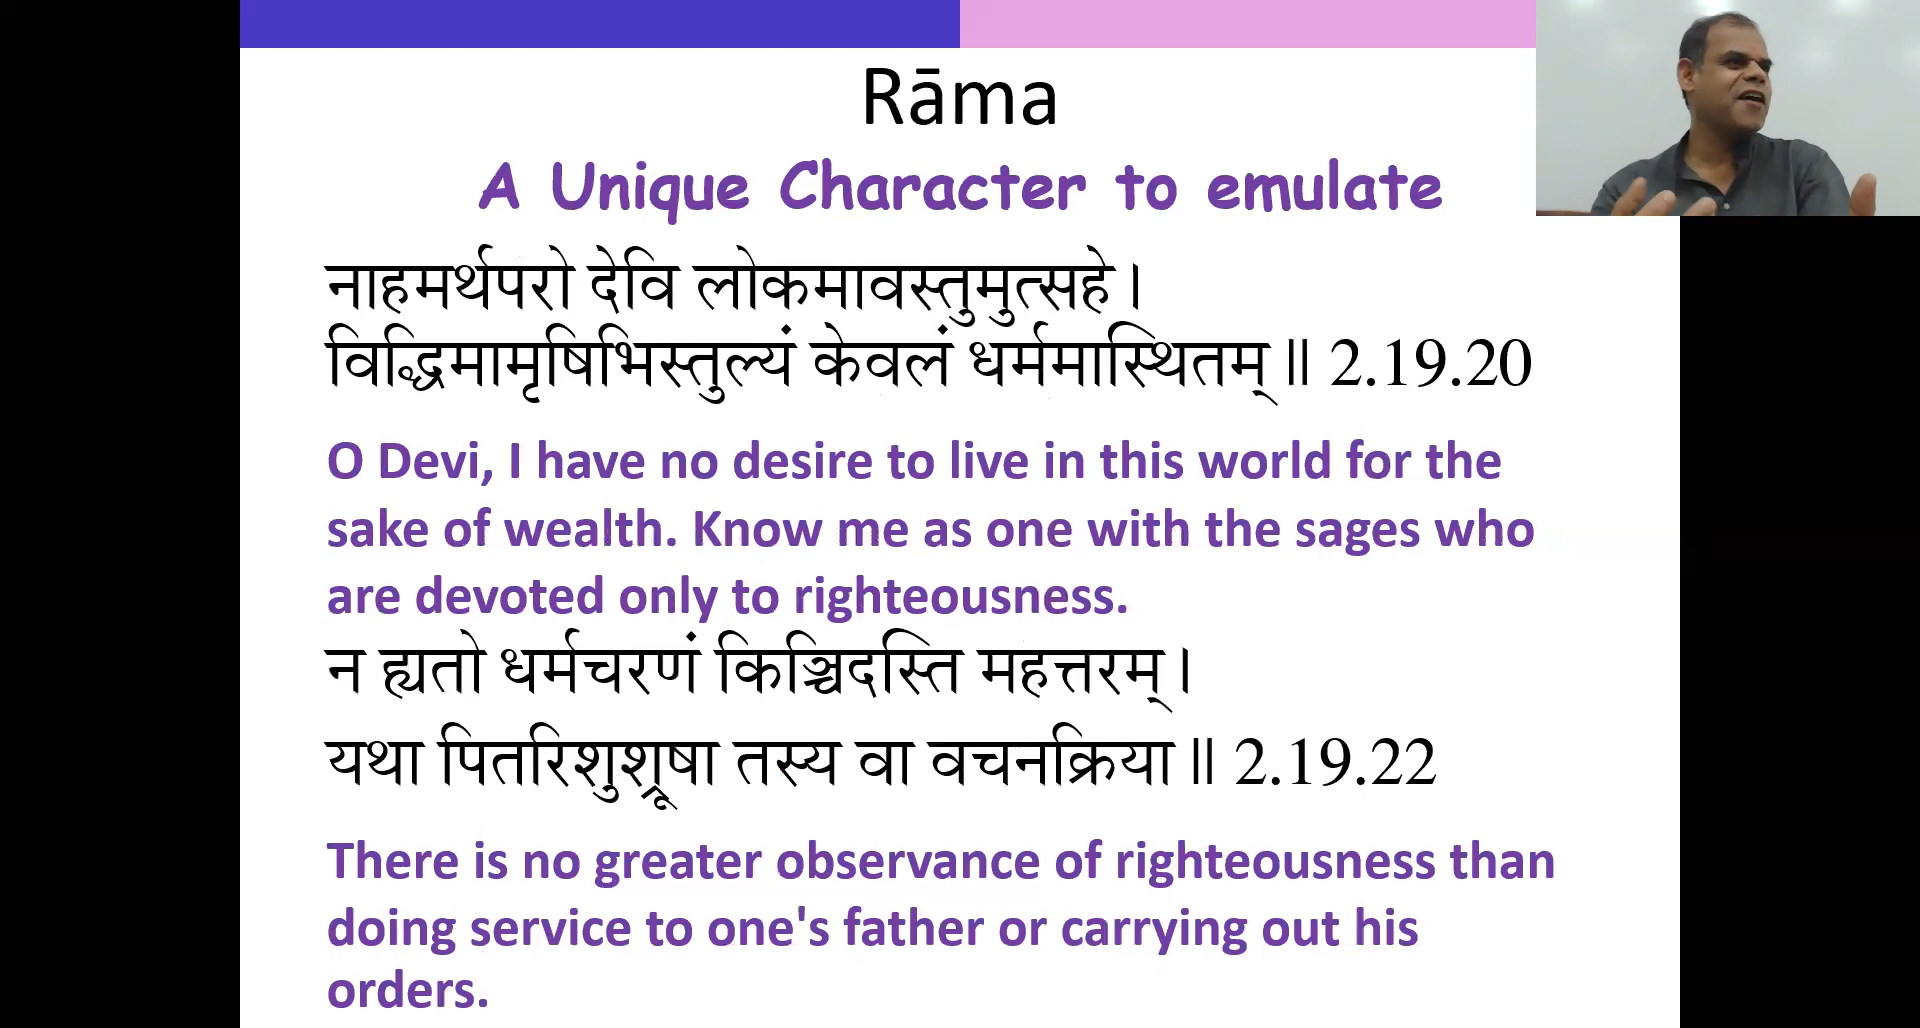 Rāma
A Unique Character to emulate
नाहमर्थपरो देवि लोकमावस्तुमुत्सहे।
विद्धिमामृषिभिस्तुल्यं केवलं धर्ममास्थितम्॥ 2.19.20
O Devi, I have no desire to live in this world for the
sake of wealth. Know me as one with the sages who
are devoted only to righteousness.
न ह्यतो धर्मचरणं किञ्चिदस्ति महत्तरम्।
यथा पितरिशुश्रूषा तस्य वा वचनक्रिया॥ 2.19.22
There is no greater observance of righteousness than
doing service to one's father or carrying out his
orders.